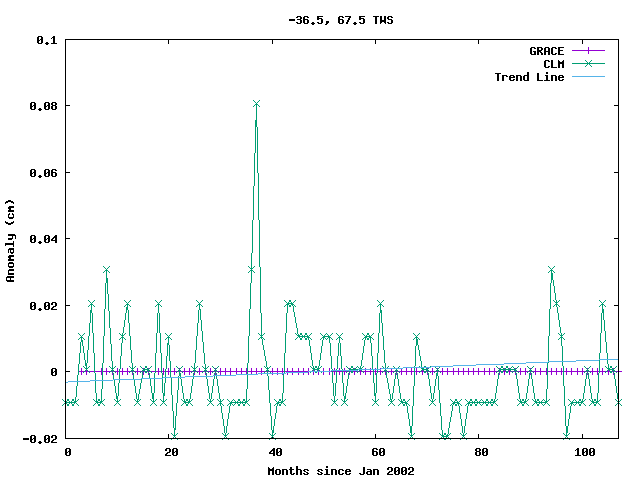 -36.5, 67.5 TWS
GRACE
CLM
Trend Line
0.1
0.08
0.06
0.04
0.02
0
-0.02
Anomaly (cm)
0 20 40 60 80 100
Months since Jan 2002